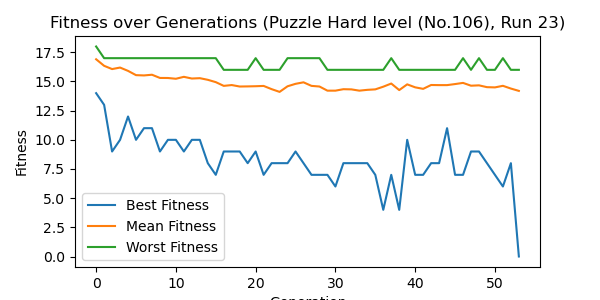 Fitness over Generations (Puzzle Hard level (No.106), Run 23)
Fitness
17.5
15.0
12.5
10.0
7.5
5.0
2.5
0.0
Best Fitness
Mean Fitness
Worst Fitness
0 10 20 30 40 50
Generation